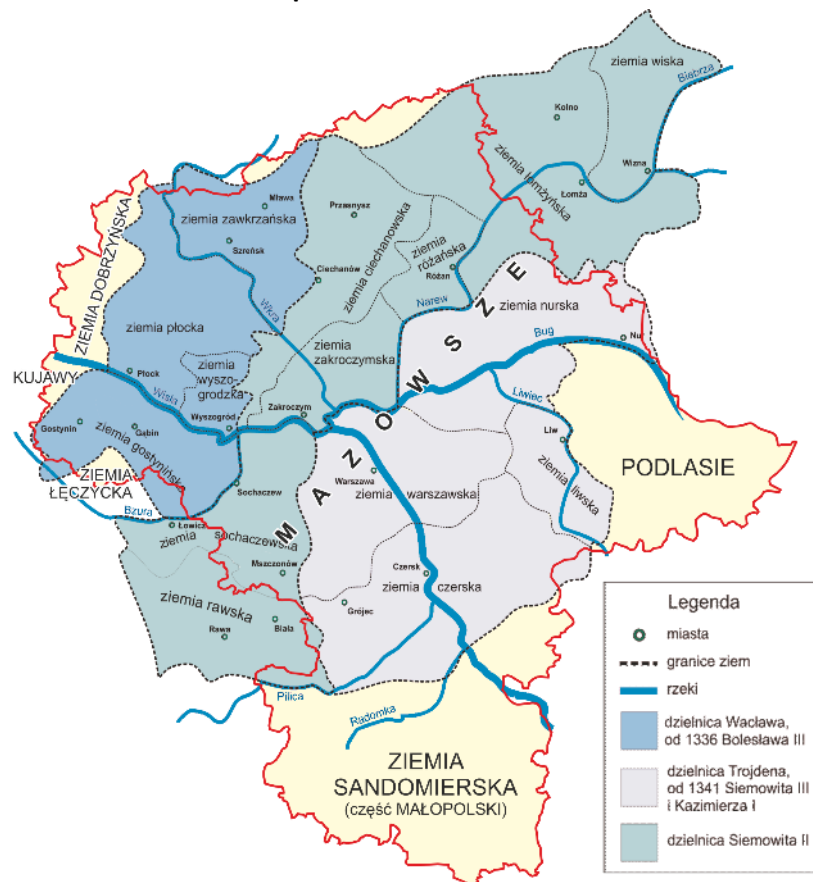 ziemia wiska
Biebrza
Kolno
Wizna
ziemia łomżyńska
Łomża
Mława
ziemia zawkrzańska
Szreńsk
Przasnysz
ziemia ciechanowska
Ciechanów
ziemia
różańska
Różan
ZIEMIA DOBRZYŃSKA
Wkra
Narew
ziemia nurska
Nu
Bug
ziemia płocka
ziemia
wyszo-
grodzka
ziemia
zakroczymska
KUJAWY
Płock
Wisła
Wyszogród
Zakroczym
Liwiec
Gostynin
Gąbin
ziemia gostynińska
Liw
ziemia liwska
PODLASIE
ZIEMIA
ŁĘCZYCKA
Sochaczew
Warszawa
ziemia warszawska
MAZOWSZE
Bzura
Łowicz
ziemia sochaczewska
Mszczonów
Czersk
ziemia czerska
Grójec
ziemia rawska
Rawa
Biała
Pilica
Radomka
ZIEMIA
SANDOMIERSKA
(część MAŁOPOLSKI)
Legenda
miasta
granice ziem
rzeki
dzielnica Wacława,
od 1336 Bolesława III
dzielnica Trojdena,
od 1341 Siemowita III
i Kazimierza I
dzielnica Siemowita II